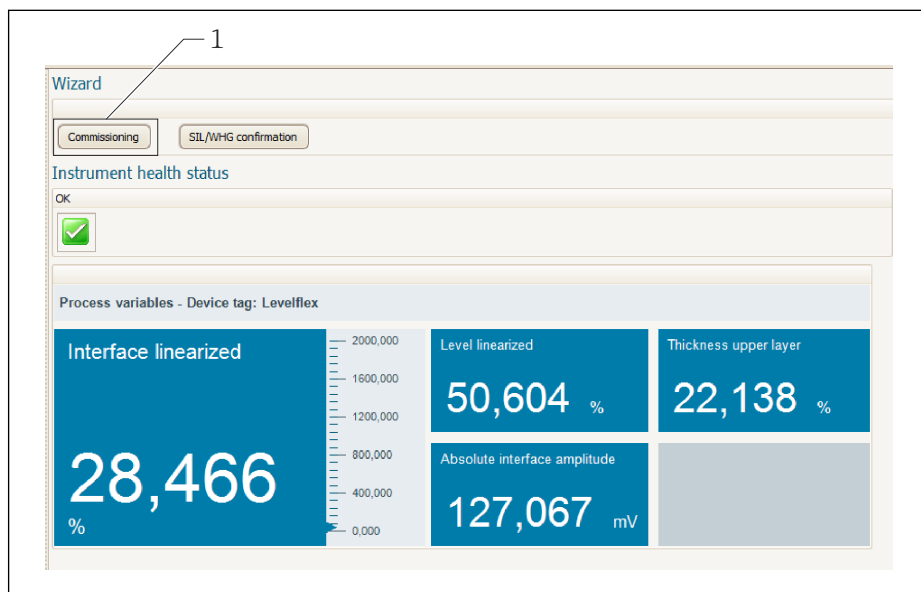 1
Wizard
Commissioning SIL/WHG confirmation
Instrument health status
OK
Process variables - Device tag: Levelflex
Interface linearized
28,466
%
2000,000
1600,000
1200,000
800,000
400,000
0,000
Level linearized
50,604 %
Thickness upper layer
22,138 %
Absolute interface amplitude
127,067 mV